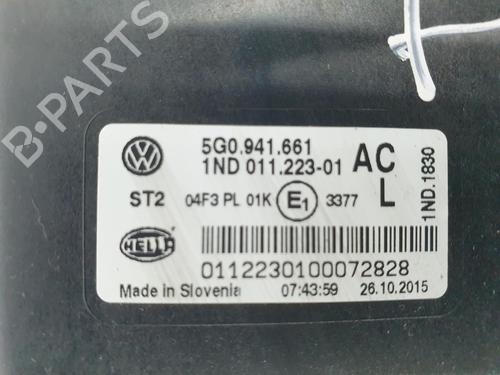 5G0.941.661
1ND 011.223-01 AC
ST2 04F3 PL 01K E1 3377 L
1ND.1830
HELLA
0112230100072828
Made in Slovenia 07:43:59 26.10.2015
B-PARTS